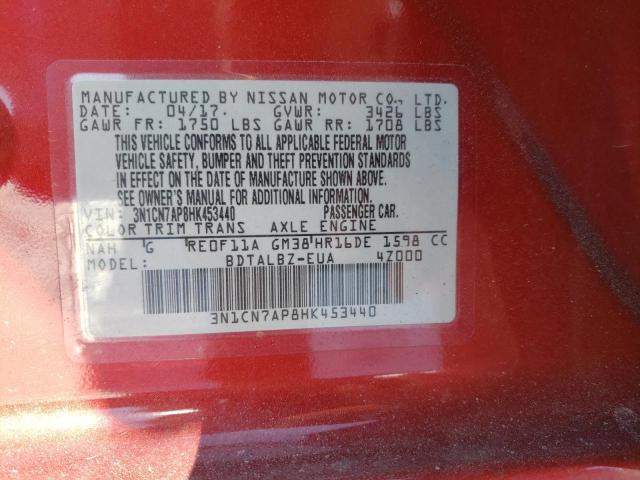 MANUFACTURED BY NISSAN MOTOR CO., LTD.
DATE: 04/17. GVWR: 3426 LBS
GAWR FR: 1750 LBS GAWR RR: 1708 LBS
THIS VEHICLE CONFORMS TO ALL APPLICABLE FEDERAL MOTOR
VEHICLE SAFETY, BUMPER AND THEFT PREVENTION STANDARDS
IN EFFECT ON THE DATE OF MANUFACTURE SHOWN ABOVE.
SEE OWNER'S MANUAL FOR ADDITIONAL INFORMATION.
VIN: 3N1CN7AP8HK453440 PASSENGER CAR.
COLOR TRIM TRANS AXLE ENGINE
NAH G RE0F11A GM38 HR16DE 1598 CC
MODEL: BDTALBZ-EUA 4Z000
3N1CN7AP8HK453440